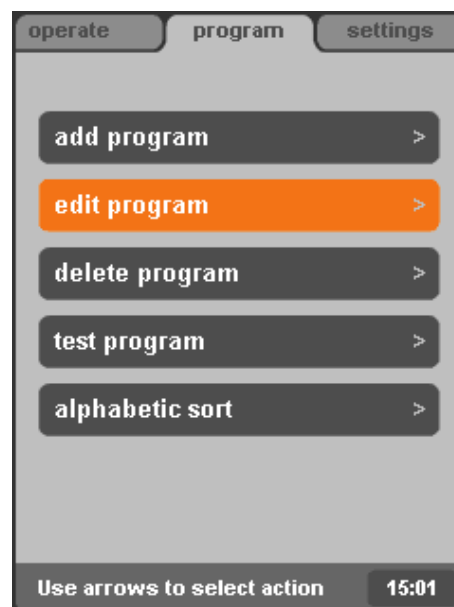 operate program settings
add program >
edit program >
delete program >
test program >
alphabetic sort >
Use arrows to select action 15:01